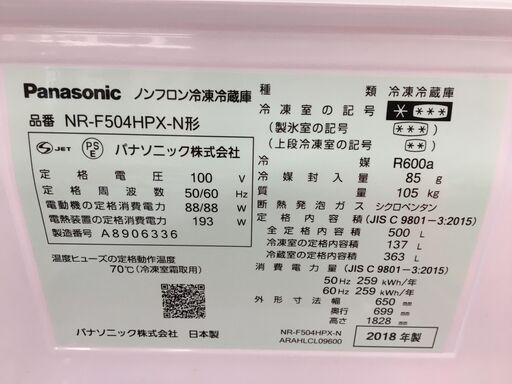 Panasonic ノンフロン冷凍冷蔵庫
品番 NR-F504HPX-N形
S JET PS E パナソニック株式会社
定格電圧 100 V
定格周波数 50/60 Hz
電動機の定格消費電力 88/88 W
電熱装置の定格消費電力 193 W
製造番号 A8906336
温度ヒューズの定格動作温度
70℃(冷凍室霜取用)
パナソニック株式会社 日本製
種類 冷凍冷蔵庫
冷凍室の記号 * ***
(製氷室の記号 ** )
(上段冷凍室の記号 ** )
冷媒 R600a
冷媒封入量 85 g
質量 105 kg
断熱発泡ガス シクロペンタン
定格内容積 (JIS C 9801-3:2015)
全定格内容積 500 L
冷凍室の定格内容積 137 L
冷蔵室の定格内容積 363 L
消費電力量 (JIS C 9801-3:2015)
50 Hz 259 kWh/年
60 Hz 259 kWh/年
外形寸法 幅 650 mm
奥行 699 mm
高さ 1828 mm
NR-F504HPX-N
ARAHLCL09600
2018 年製